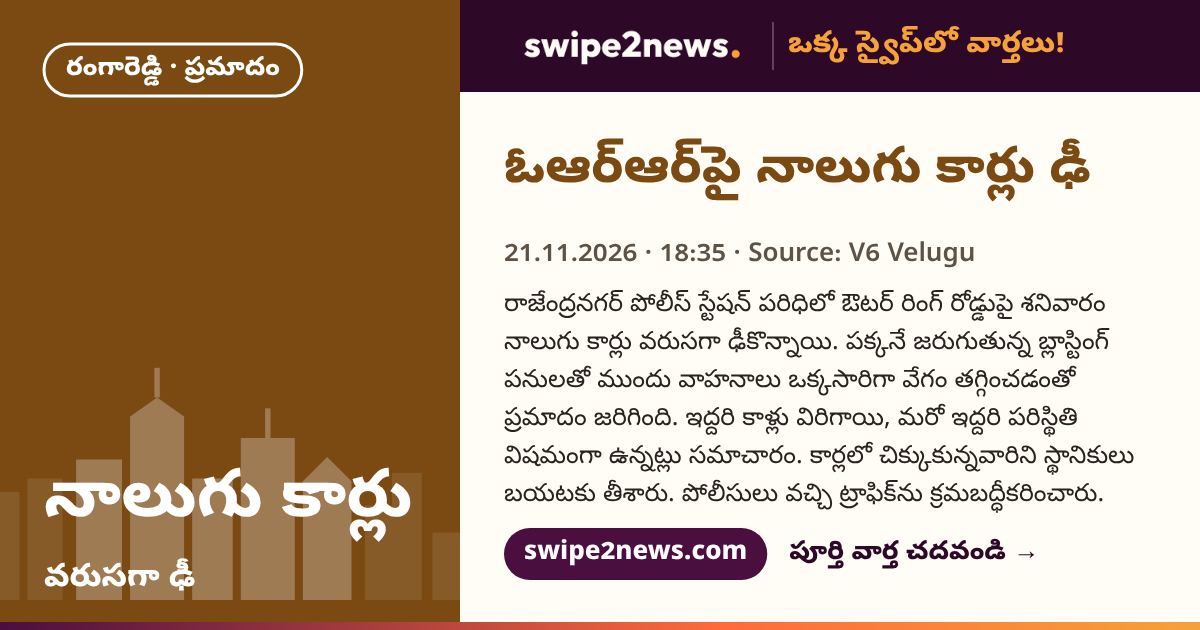 రంగారెడ్డి · ప్రమాదం
నాలుగు కార్లు
వరుసగా ఢీ
swipe2news.
ఒక్క స్వైప్‌లో వార్తలు!
ఓఆర్ఆర్‌పై నాలుగు కార్లు ఢీ
21.11.2026 · 18:35 · Source: V6 Velugu
రాజేంద్రనగర్ పోలీస్ స్టేషన్ పరిధిలో ఔటర్ రింగ్ రోడ్డుపై శనివారం
నాలుగు కార్లు వరుసగా ఢీకొన్నాయి. పక్కనే జరుగుతున్న బ్లాస్టింగ్
పనులతో ముందు వాహనాలు ఒక్కసారిగా వేగం తగ్గించడంతో
ప్రమాదం జరిగింది. ఇద్దరి కాళ్లు విరిగాయి, మరో ఇద్దరి పరిస్థితి
విషమంగా ఉన్నట్లు సమాచారం. కార్లలో చిక్కుకున్నవారిని స్థానికులు
బయటకు తీశారు. పోలీసులు వచ్చి ట్రాఫిక్‌ను క్రమబద్ధీకరించారు.
swipe2news.com
పూర్తి వార్త చదవండి →